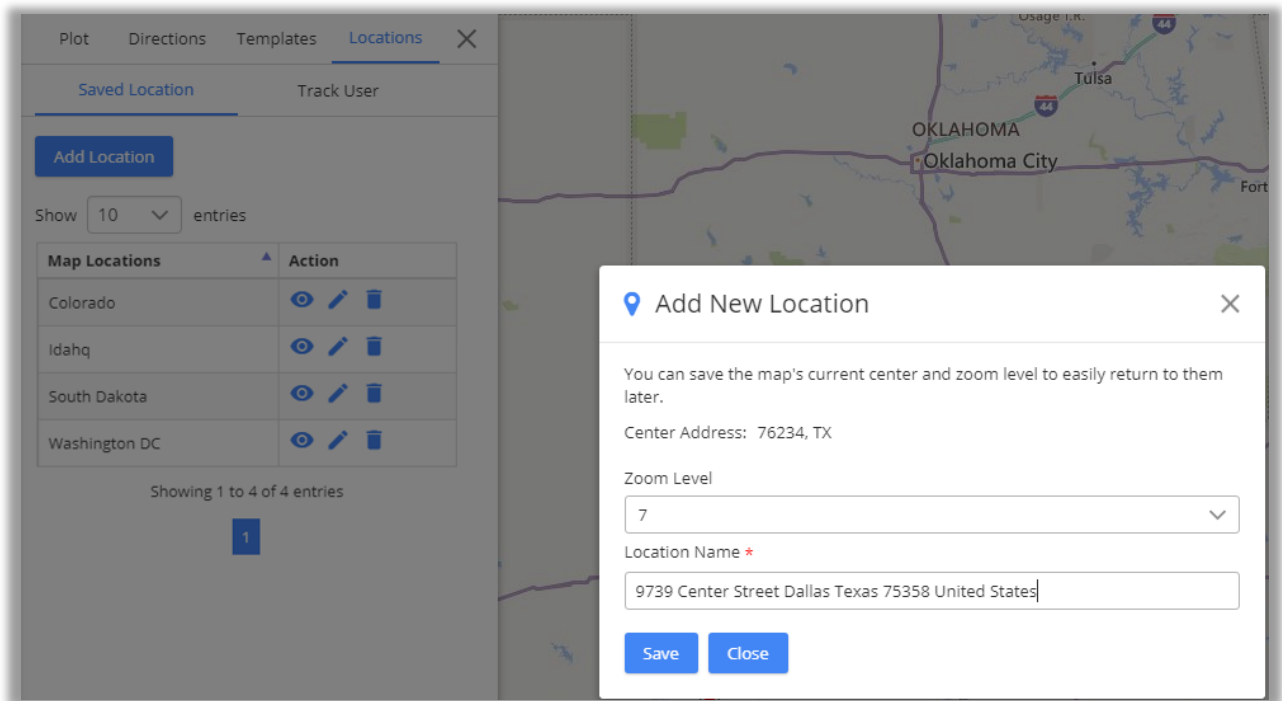 Plot Directions Templates Locations
Saved Location Track User
Add Location
Show 10 entries
Map Locations Action
Colorado
Idahq
South Dakota
Washington DC
Showing 1 to 4 of 4 entries
1
Osage I.R.
44
Tulsa
44
OKLAHOMA
Oklahoma City
Fort
Add New Location
You can save the map's current center and zoom level to easily return to them
later.
Center Address: 76234, TX
Zoom Level
7
Location Name *
9739 Center Street Dallas Texas 75358 United States
Save Close